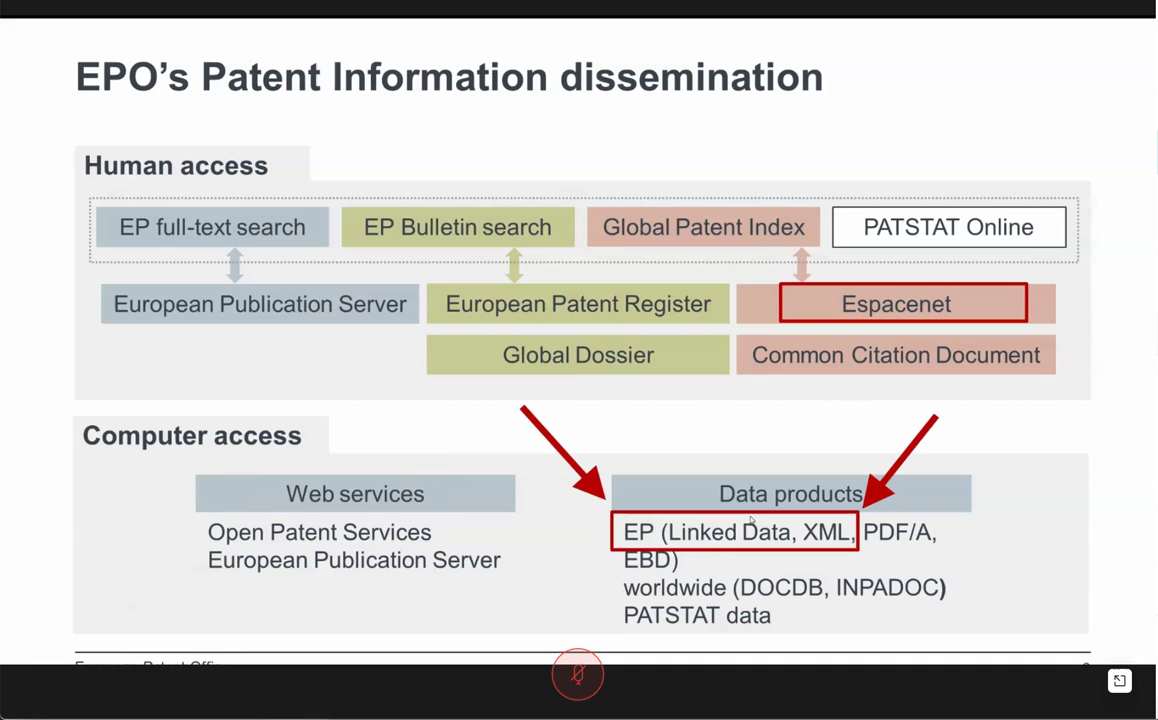 EPO’s Patent Information dissemination
Human access
EP full-text search
EP Bulletin search
Global Patent Index
PATSTAT Online
European Publication Server
European Patent Register
Espacenet
Global Dossier
Common Citation Document
Computer access
Web services
Open Patent Services
European Publication Server
Data products
EP (Linked Data, XML, PDF/A,
EBD)
worldwide (DOCDB, INPADOC)
PATSTAT data